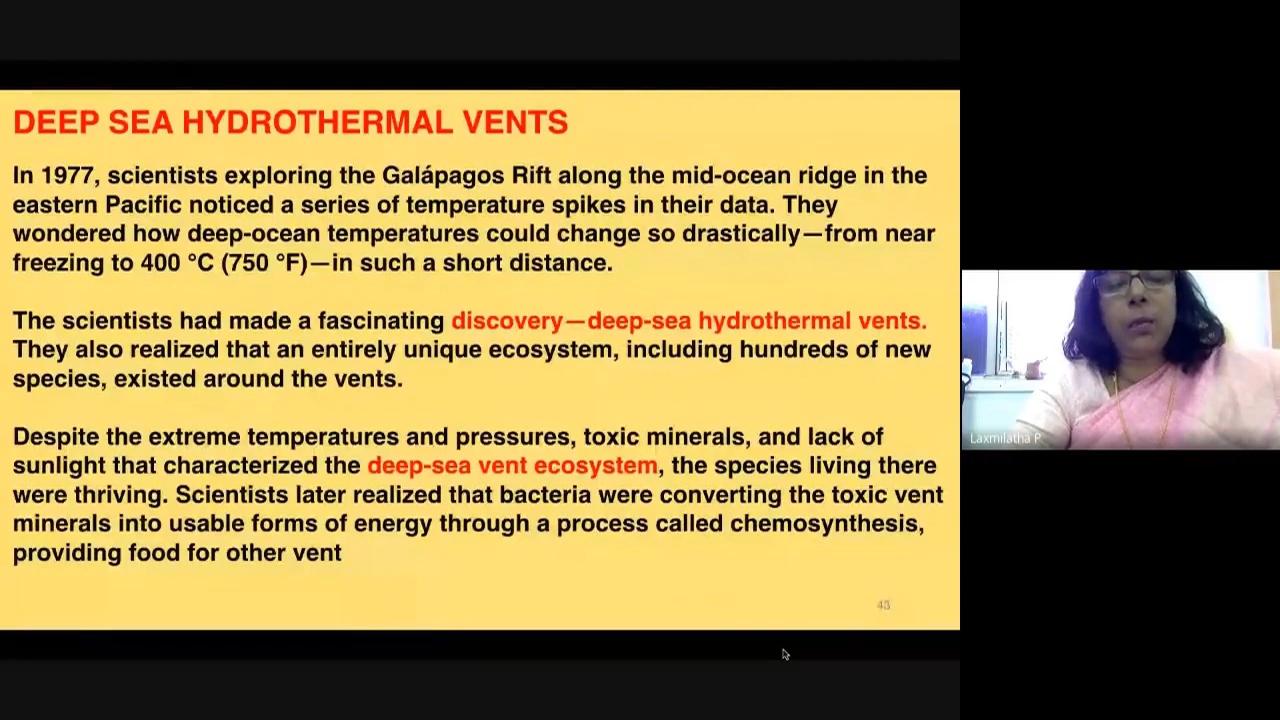 DEEP SEA HYDROTHERMAL VENTS
In 1977, scientists exploring the Galápagos Rift along the mid-ocean ridge in the
eastern Pacific noticed a series of temperature spikes in their data. They
wondered how deep-ocean temperatures could change so drastically—from near
freezing to 400 °C (750 °F)—in such a short distance.
The scientists had made a fascinating discovery—deep-sea hydrothermal vents.
They also realized that an entirely unique ecosystem, including hundreds of new
species, existed around the vents.
Despite the extreme temperatures and pressures, toxic minerals, and lack of
sunlight that characterized the deep-sea vent ecosystem, the species living there
were thriving. Scientists later realized that bacteria were converting the toxic vent
minerals into usable forms of energy through a process called chemosynthesis,
providing food for other vent
43
Laxmilatha P